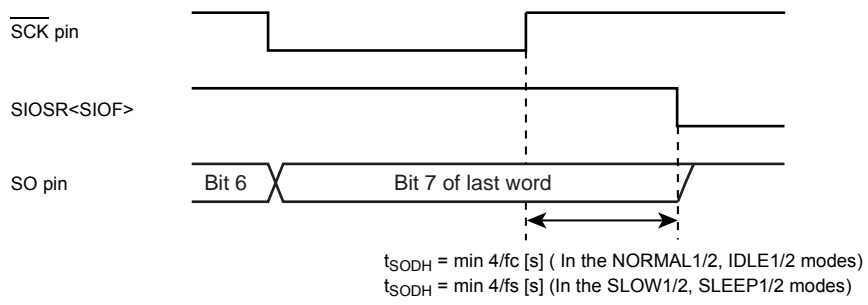 SCK pin
SIOSR<SIOF>
SO pin
Bit 6
Bit 7 of last word
tSODH = min 4/fc [s] ( In the NORMAL1/2, IDLE1/2 modes)
tSODH = min 4/fs [s] (In the SLOW1/2, SLEEP1/2 modes)